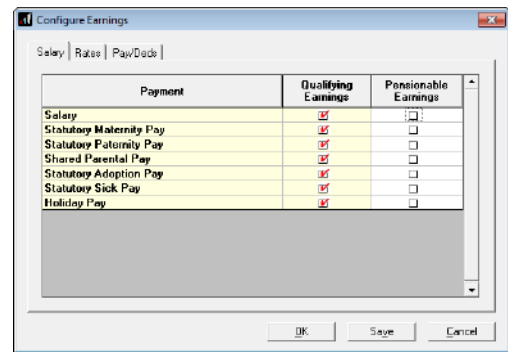 Configure Earnings
Salary Rates Pay/Deds
Payment Qualifying Earnings Pensionable Earnings
Salary
Statutory Maternity Pay
Statutory Paternity Pay
Shared Parental Pay
Statutory Adoption Pay
Statutory Sick Pay
Holiday Pay
OK Save Cancel